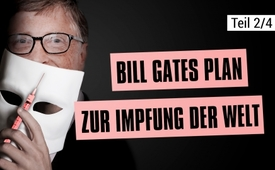 Teil 2/4
BILL GATES PLAN
ZUR IMPFUNG DER WELT